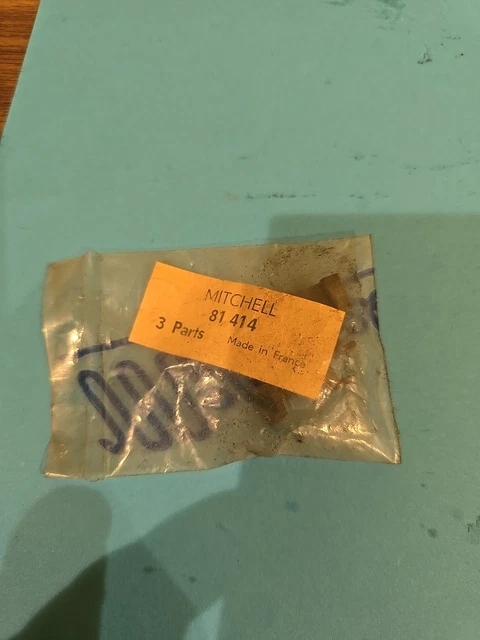 MITCHELL
81 414
3 Parts Made in France